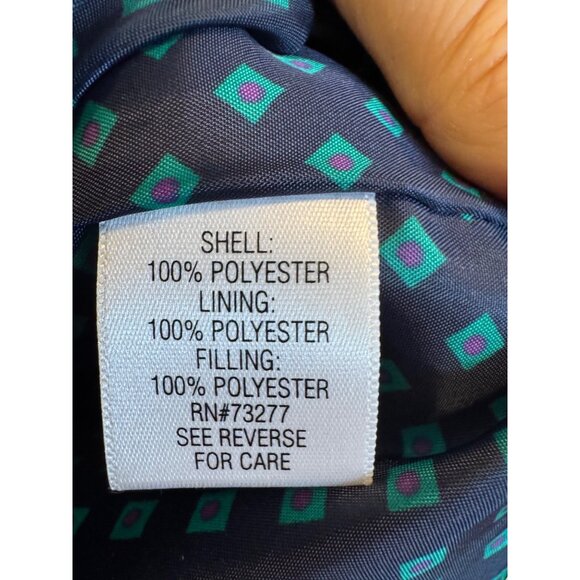 SHELL:
100% POLYESTER
LINING:
100% POLYESTER
FILLING:
100% POLYESTER
RN#73277
SEE REVERSE
FOR CARE